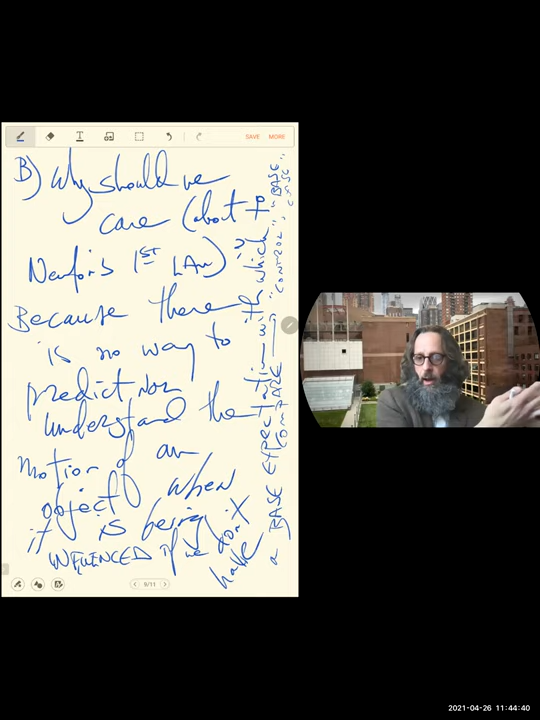 SAVE MORE
B) Why should we
care (about
Newton's 1ST LAW)?
Because there
is no way to
predict nor
understand the
motion of an
object when
it is being
INFLUENCED if we don't
have
a BASE EXPECTATION with which
COMPARE "CONTROL", "BASE
CASE"
9/11
2021-04-26 11:44:40